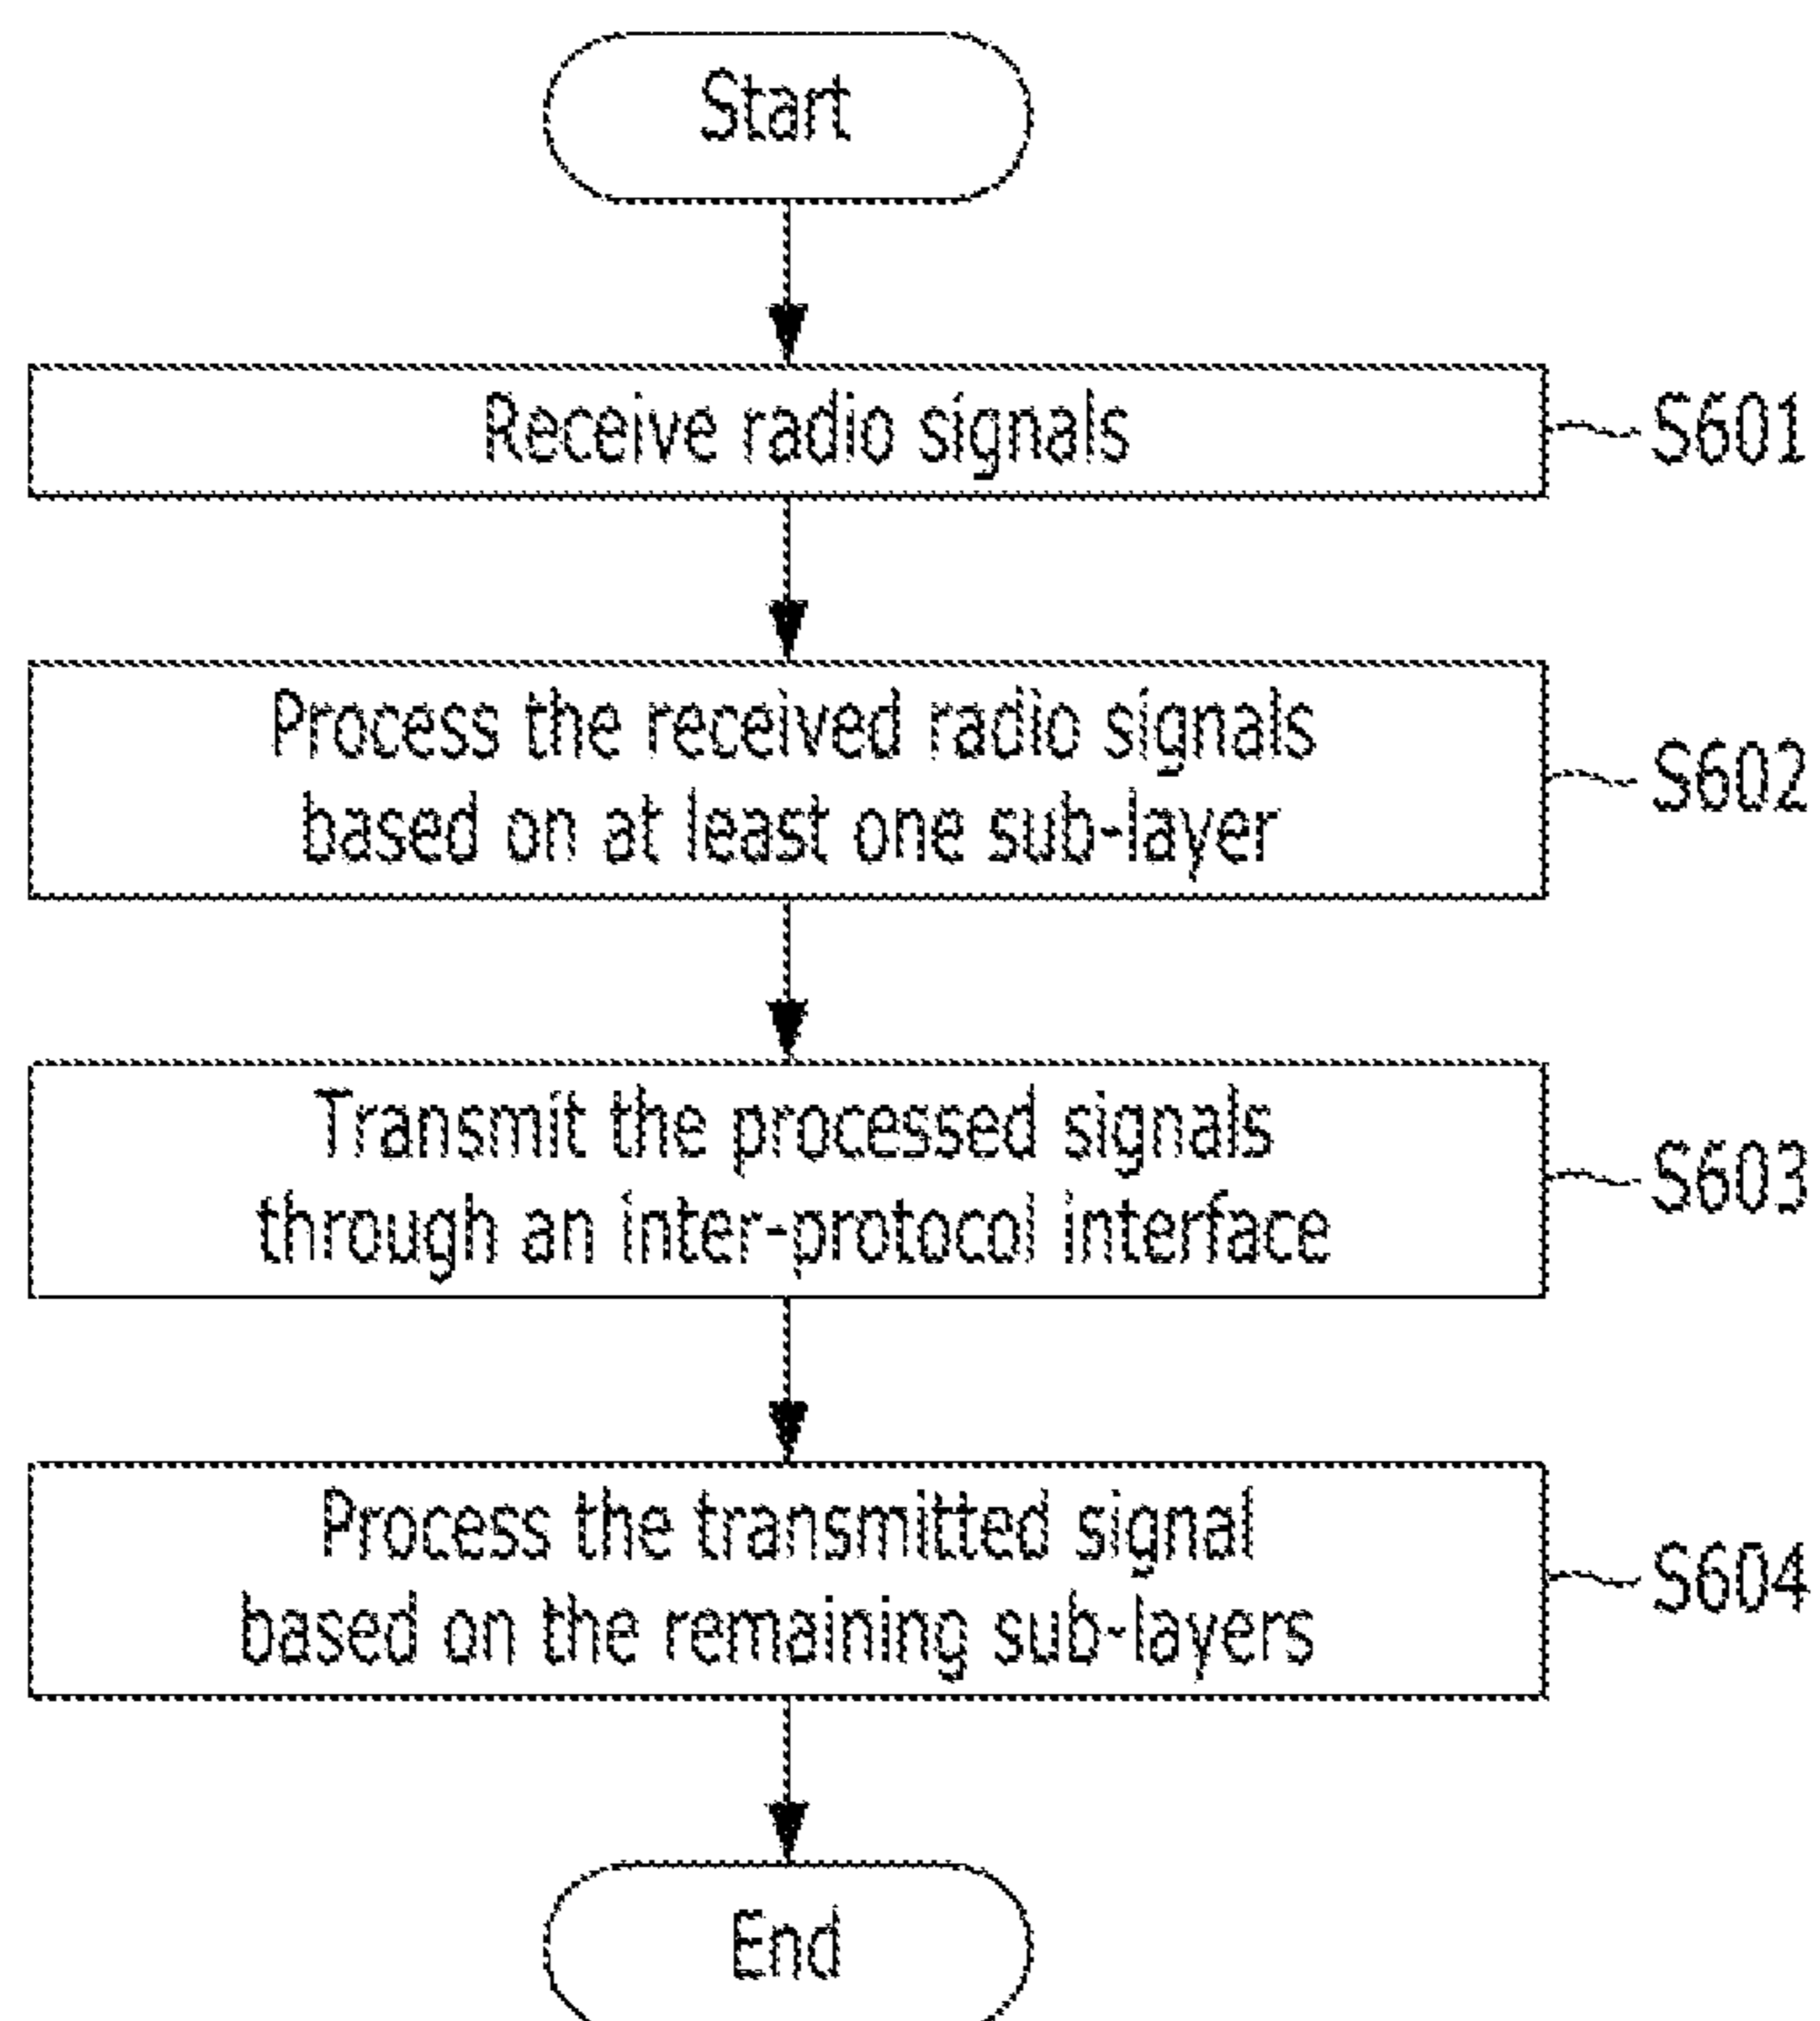 Start
Receive radio signals
S601
Process the received radio signals
based on at least one sub-layer
S602
Transmit the processed signals
through an inter-protocol interface
S603
Process the transmitted signal
based on the remaining sub-layers
S604
End